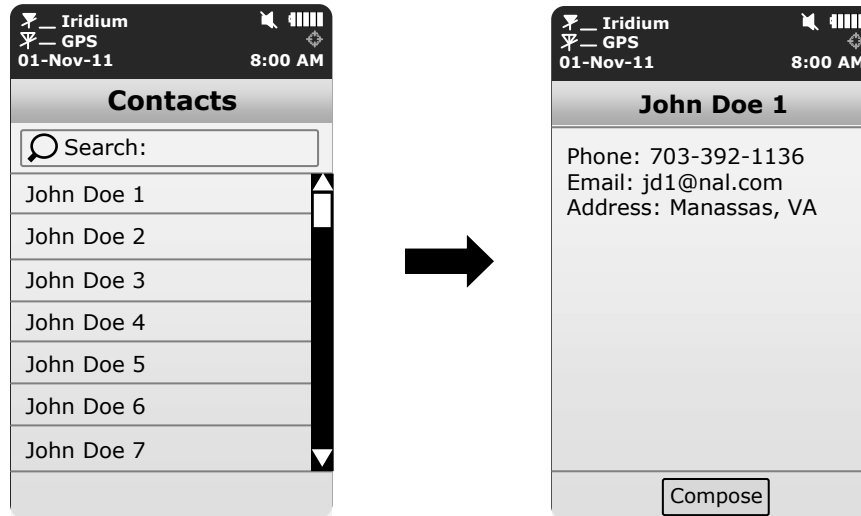 Iridium
GPS
01-Nov-11 8:00 AM
Contacts
Search:
John Doe 1
John Doe 2
John Doe 3
John Doe 4
John Doe 5
John Doe 6
John Doe 7
Iridium
GPS
01-Nov-11 8:00 AM
John Doe 1
Phone: 703-392-1136
Email: jd1@nal.com
Address: Manassas, VA
Compose